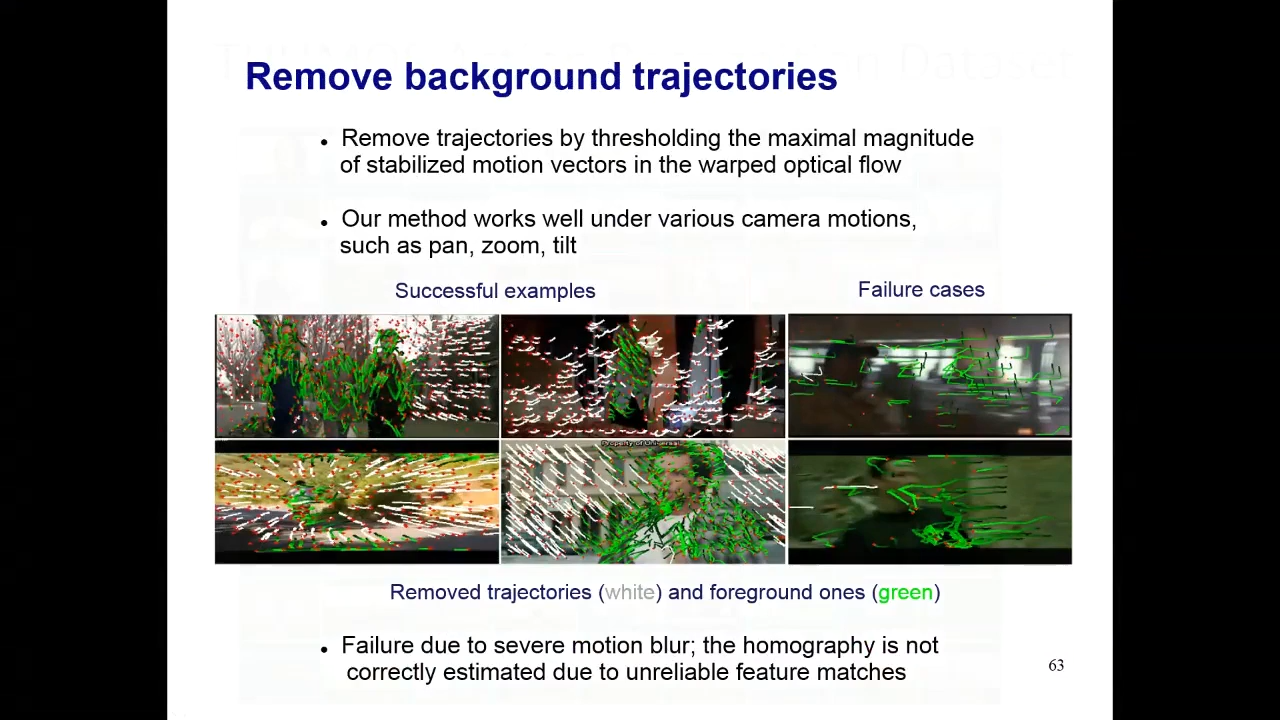 Remove background trajectories
• Remove trajectories by thresholding the maximal magnitude
of stabilized motion vectors in the warped optical flow
• Our method works well under various camera motions,
such as pan, zoom, tilt
Successful examples
Failure cases
Property of Universal
Removed trajectories (white) and foreground ones (green)
• Failure due to severe motion blur; the homography is not
correctly estimated due to unreliable feature matches
63